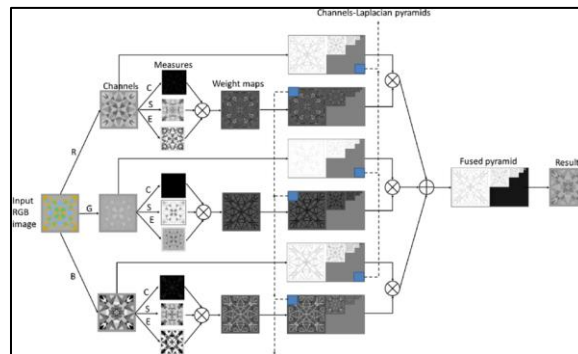 Channels-Laplacian pyramids
Measures
Channels
C
Weight maps
S
E
R
Fused pyramid
Result
Input
RGB
image
G
C
S
E
B
C
S
E